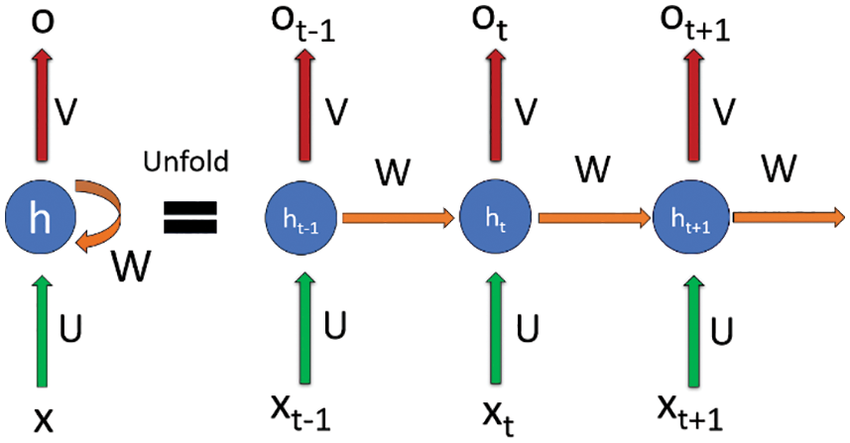 o o_{t-1} o_t o_{t+1}
V V V V
Unfold W W W
h h_{t-1} h_t h_{t+1}
W
U U U U
x x_{t-1} x_t x_{t+1}